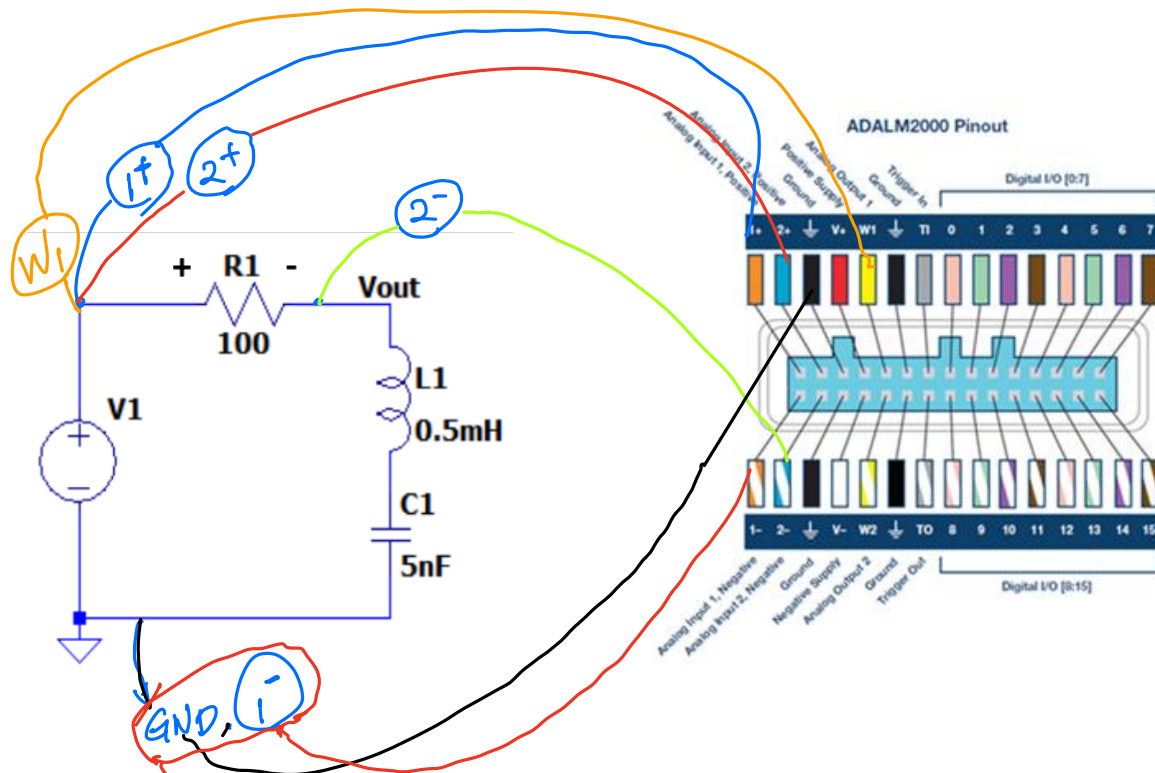 ADALM2000 Pinout
Analog Input 1, Positive
Analog Input 2, Positive
Ground
Positive Supply
Analog Output 1
Ground
Trigger In
Digital I/O [0:7]
1+ 2+ V+ W1 TI 0 1 2 3 4 5 6 7
1+
2+
2-
W1
+ R1 -
Vout
100
L1
0.5mH
V1
+
-
C1
5nF
1- 2- V- W2 TO 8 9 10 11 12 13 14 15
Analog Input 1, Negative
Analog Input 2, Negative
Ground
Negative Supply
Analog Output 2
Ground
Trigger Out
Digital I/O [8:15]
GND, 1-